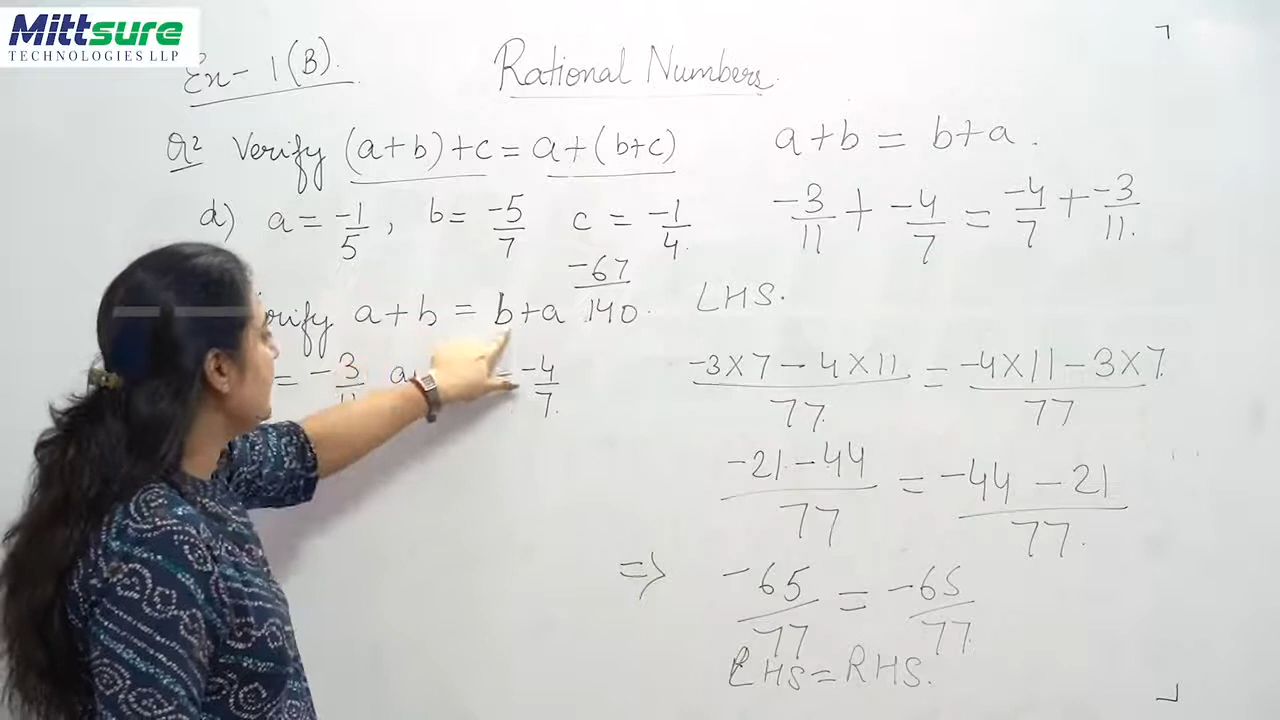 Mittsure
TECHNOLOGIES LLP
Ex- 1(B).
Rational Numbers.
Q2 Verify (a+b)+c = a+(b+c)
d) a = -1/5, b = -5/7 c = -1/4.
-67/140.
a+b = b+a
= -3/11 = -4/7.
a+b = b+a.
-3/11 + -4/7 = -4/7 + -3/11.
LHS.
-3×7 - 4×11/77. = -4×11 - 3×7/77
-21 - 44/77 = -44 - 21/77.
=> -65/77 = -65/77
LHS = RHS.